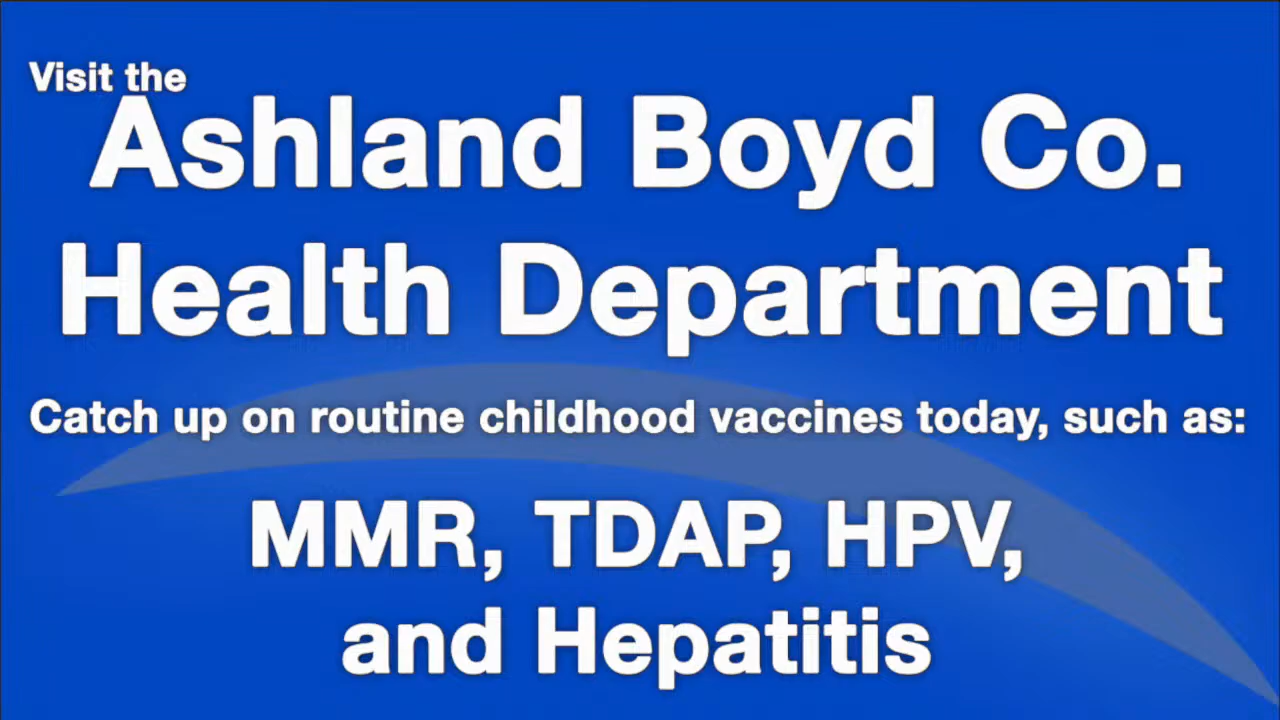 Visit the
Ashland Boyd Co.
Health Department
Catch up on routine childhood vaccines today, such as:
MMR, TDAP, HPV,
and Hepatitis